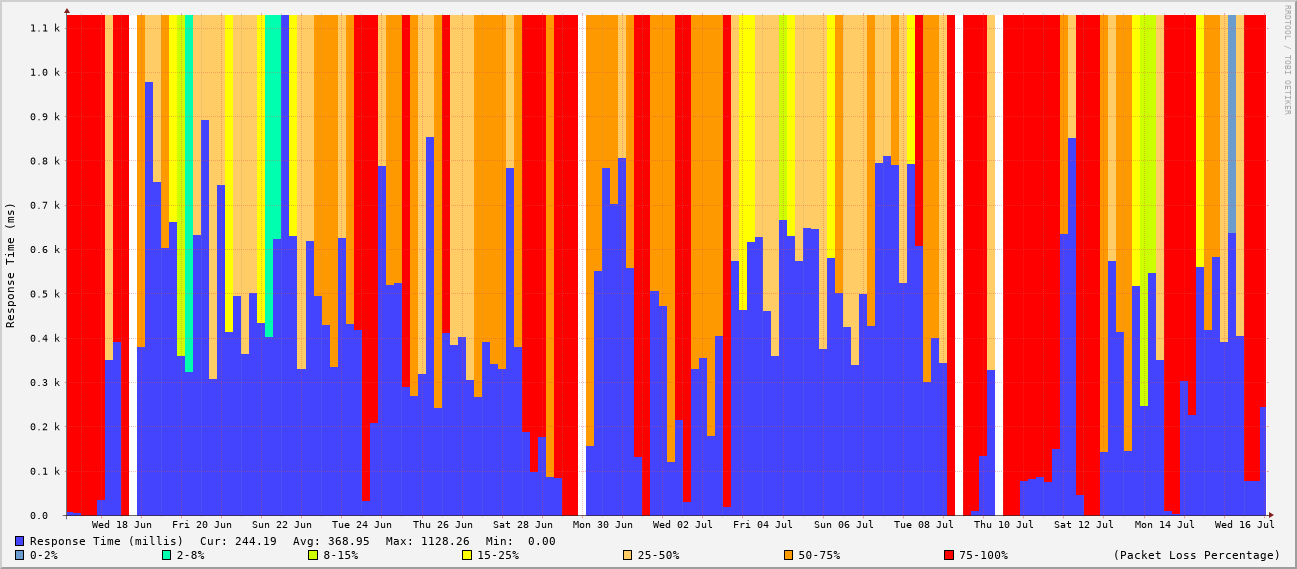 RRDTOOL / TOBI OETIKER
Response Time (ms)
1.1 k
1.0 k
0.9 k
0.8 k
0.7 k
0.6 k
0.5 k
0.4 k
0.3 k
0.2 k
0.1 k
0.0
Wed 18 Jun Fri 20 Jun Sun 22 Jun Tue 24 Jun Thu 26 Jun Sat 28 Jun Mon 30 Jun Wed 02 Jul Fri 04 Jul Sun 06 Jul Tue 08 Jul Thu 10 Jul Sat 12 Jul Mon 14 Jul Wed 16 Jul
Response Time (millis) Cur: 244.19 Avg: 368.95 Max: 1128.26 Min: 0.00
0-2% 2-8% 8-15% 15-25% 25-50% 50-75% 75-100% (Packet Loss Percentage)